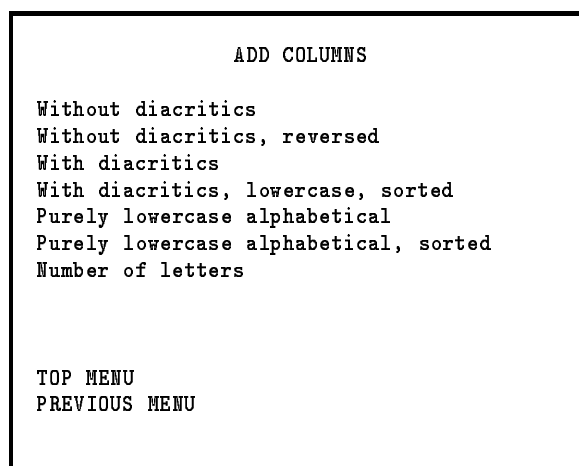 ADD COLUMNS
Without diacritics
Without diacritics, reversed
With diacritics
With diacritics, lowercase, sorted
Purely lowercase alphabetical
Purely lowercase alphabetical, sorted
Number of letters
TOP MENU
PREVIOUS MENU